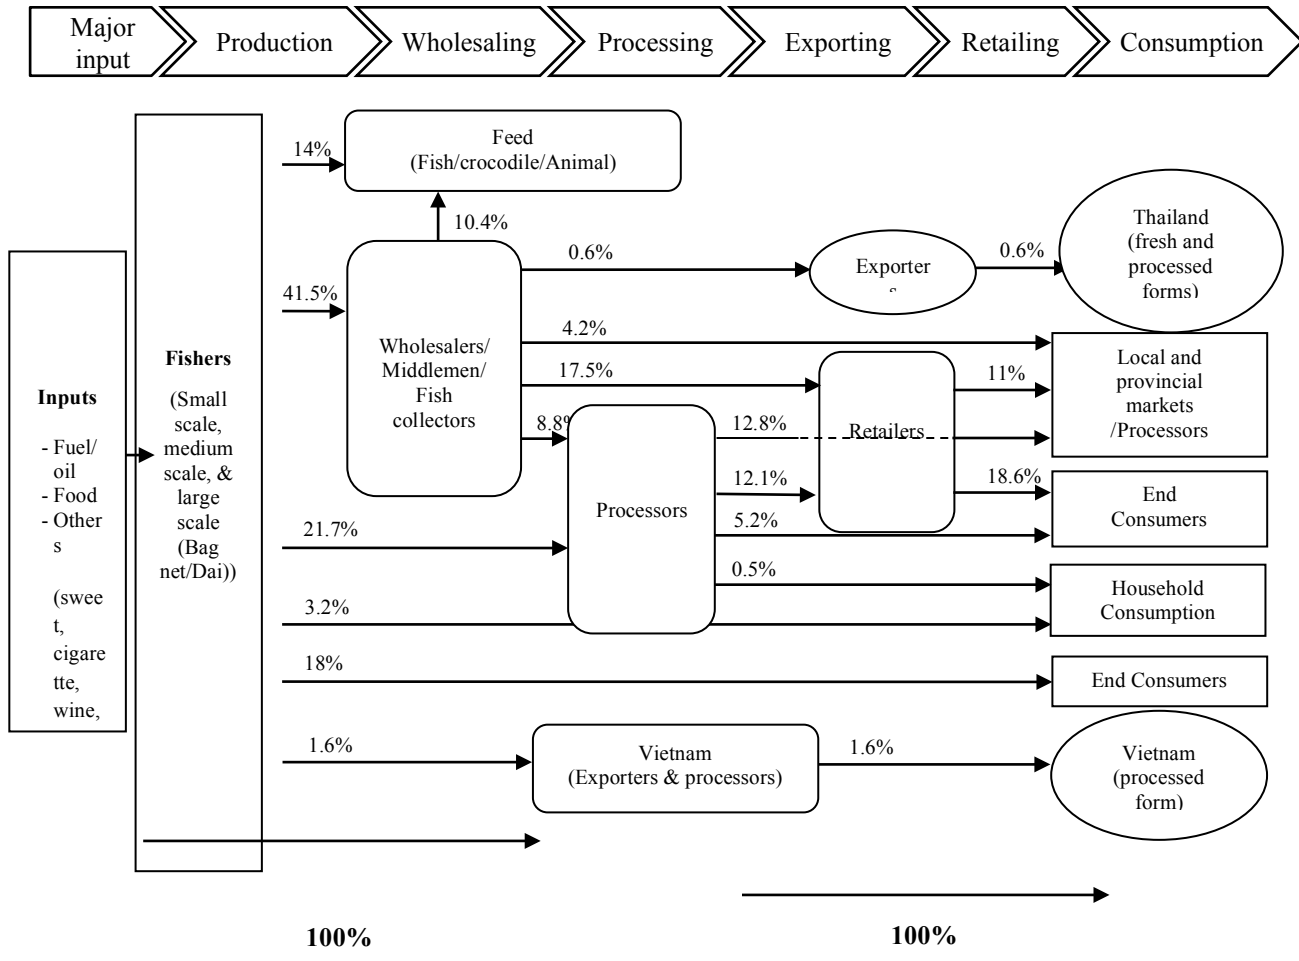 Major
input
Production
Wholesaling
Processing
Exporting
Retailing
Consumption
Feed
(Fish/crocodile/Animal)
14%
10.4%
0.6%
Exporter
s
0.6%
Thailand
(fresh and
processed
forms)
41.5%
Wholesalers/
Middlemen/
Fish
collectors
4.2%
17.5%
8.8%
Retailers
11%
Local and
provincial
markets
/Processors
12.8%
12.1%
18.6%
End
Consumers
Processors
5.2%
0.5%
Household
Consumption
Inputs
- Fuel/
oil
- Food
- Other
s
(swee
t,
cigare
tte,
wine,
Fishers
(Small
scale,
medium
scale, &
large
scale
(Bag
net/Dai))
21.7%
3.2%
18%
End Consumers
1.6%
Vietnam
(Exporters & processors)
1.6%
Vietnam
(processed
form)
100%
100%